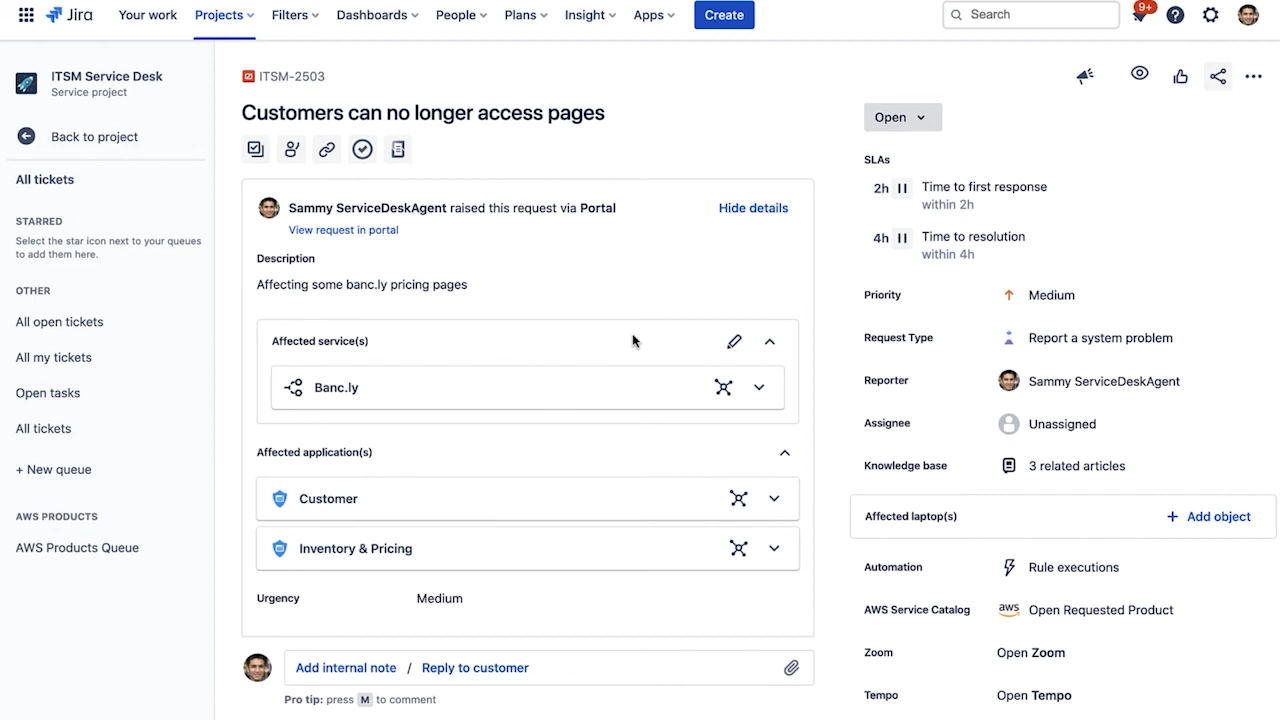 Jira
Your work
Projects
Filters
Dashboards
People
Plans
Insight
Apps
Create
Search
9+
ITSM Service Desk
Service project
Back to project
All tickets
STARRED
Select the star icon next to your queues
to add them here.
OTHER
All open tickets
All my tickets
Open tasks
All tickets
+ New queue
AWS PRODUCTS
AWS Products Queue
ITSM-2503
Customers can no longer access pages
Sammy ServiceDeskAgent raised this request via Portal
Hide details
View request in portal
Description
Affecting some banc.ly pricing pages
Affected service(s)
Banc.ly
Affected application(s)
Customer
Inventory & Pricing
Urgency Medium
Add internal note / Reply to customer
Pro tip: press M to comment
Open
SLAs
2h Time to first response
within 2h
4h Time to resolution
within 4h
Priority Medium
Request Type Report a system problem
Reporter Sammy ServiceDeskAgent
Assignee Unassigned
Knowledge base 3 related articles
Affected laptop(s) + Add object
Automation Rule executions
AWS Service Catalog aws Open Requested Product
Zoom Open Zoom
Tempo Open Tempo